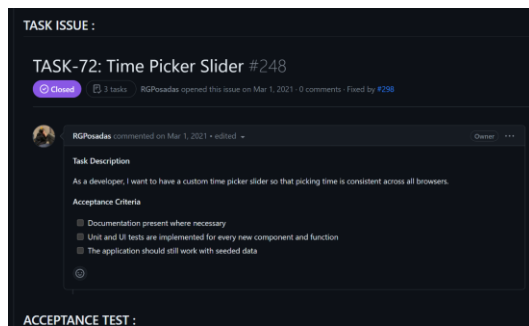 TASK ISSUE :
TASK-72: Time Picker Slider #248
Closed 3 tasks RGPosadas opened this issue on Mar 1, 2021 · 0 comments · Fixed by #298
RGPosadas commented on Mar 1, 2021 • edited Owner ...
Task Description
As a developer, I want to have a custom time picker slider so that picking time is consistent across all browsers.
Acceptance Criteria
Documentation present where necessary
Unit and UI tests are implemented for every new component and function
The application should still work with seeded data
ACCEPTANCE TEST :